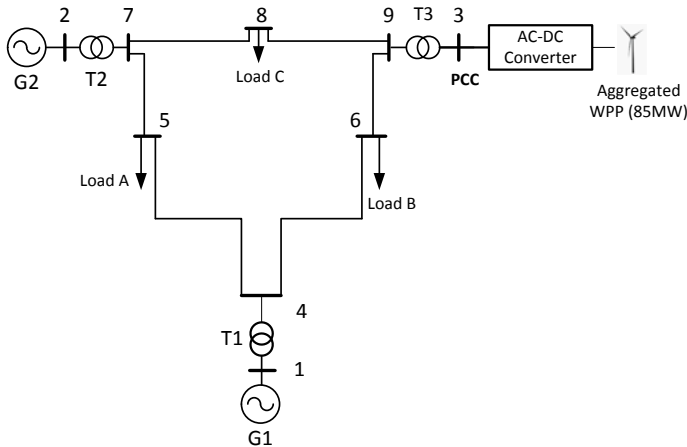 2
7
8
9
T3
3
AC-DC
Converter
G2
T2
Load C
PCC
Aggregated
WPP (85MW)
5
6
Load A
Load B
4
T1
1
G1